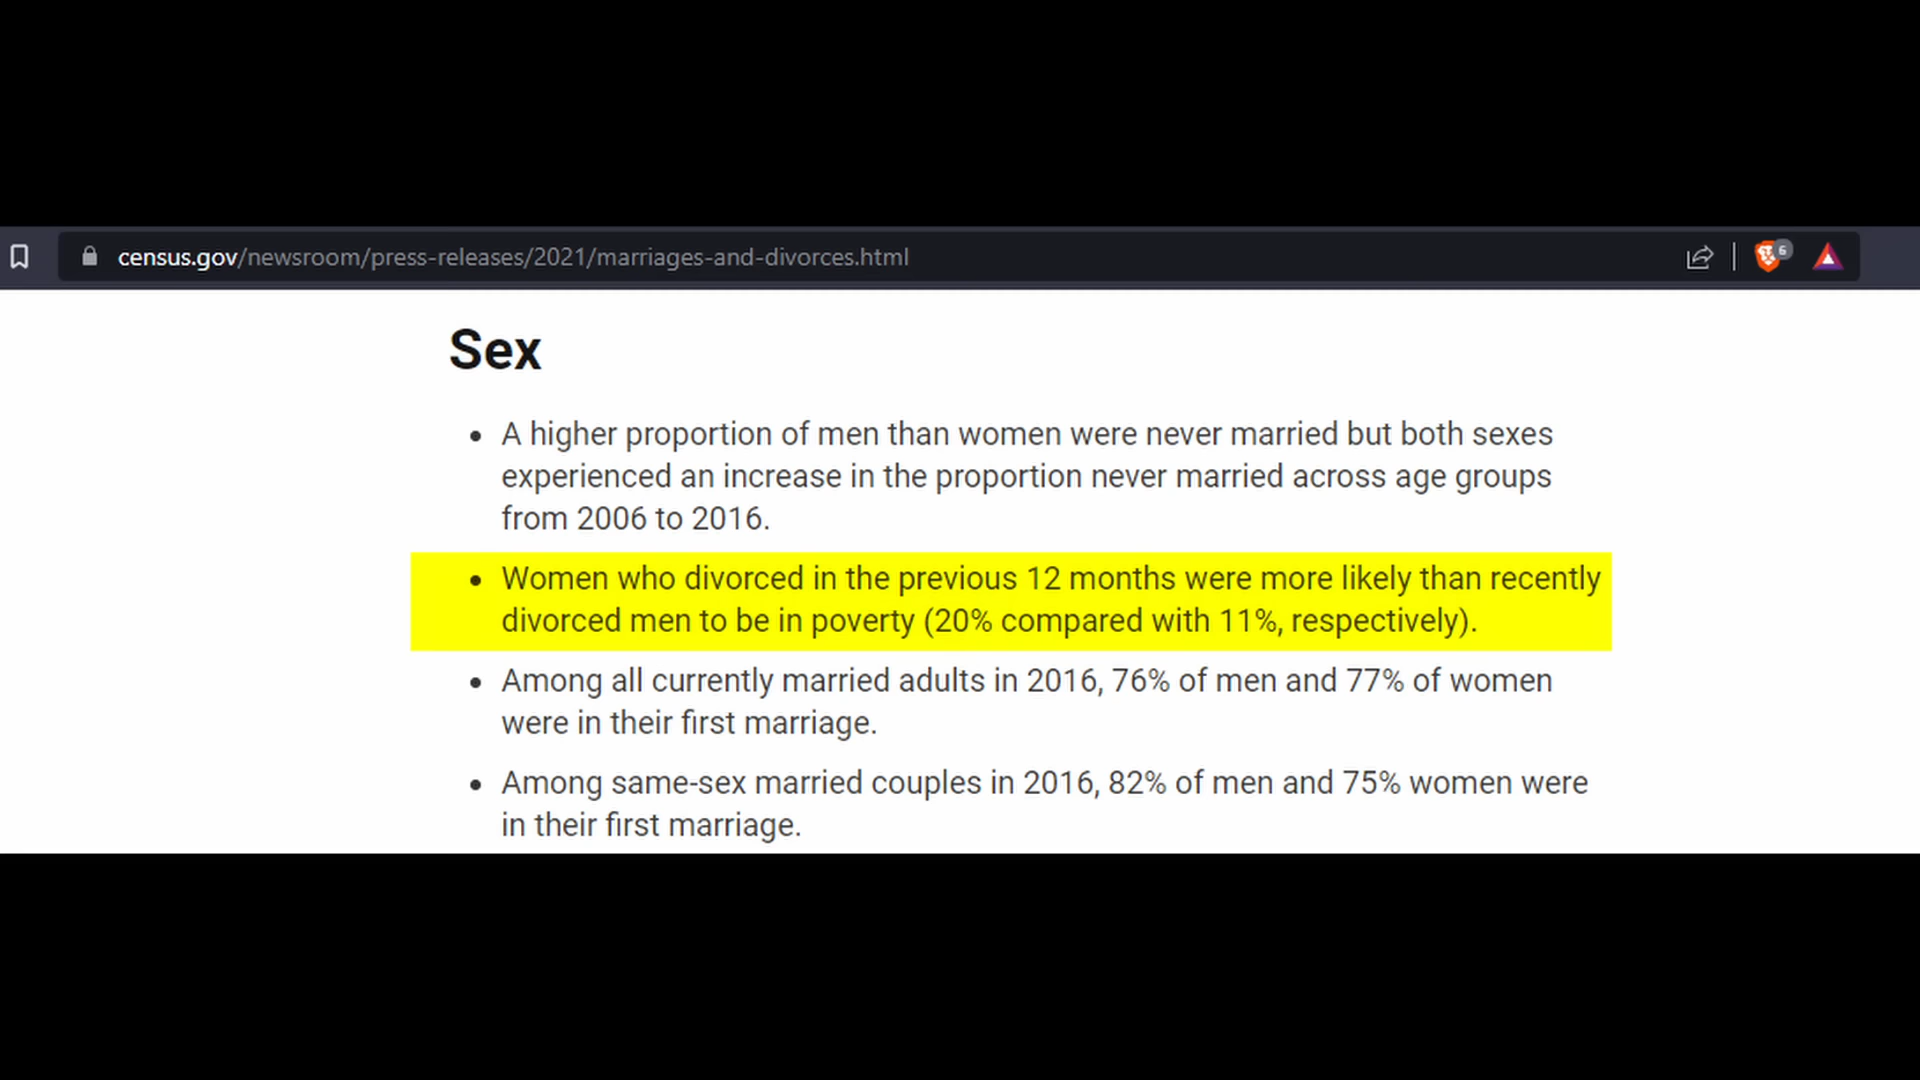 census.gov/newsroom/press-releases/2021/marriages-and-divorces.html
6
Sex
• A higher proportion of men than women were never married but both sexes
experienced an increase in the proportion never married across age groups
from 2006 to 2016.
• Women who divorced in the previous 12 months were more likely than recently
divorced men to be in poverty (20% compared with 11%, respectively).
• Among all currently married adults in 2016, 76% of men and 77% of women
were in their first marriage.
• Among same-sex married couples in 2016, 82% of men and 75% women were
in their first marriage.